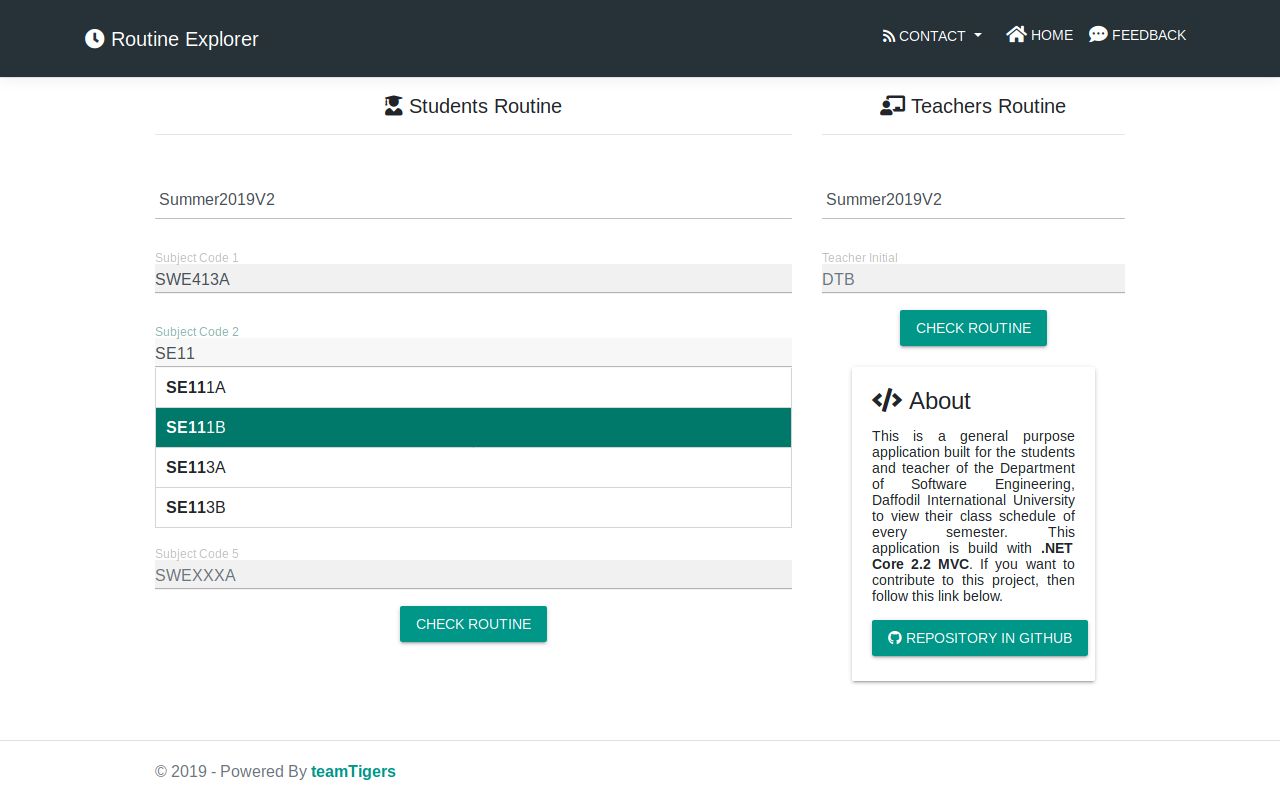 Routine Explorer
CONTACT
HOME
FEEDBACK
Students Routine
Summer2019V2
Subject Code 1
SWE413A
Subject Code 2
SE11
SE111A
SE111B
SE113A
SE113B
Subject Code 5
SWEXXXA
CHECK ROUTINE
Teachers Routine
Summer2019V2
Teacher Initial
DTB
CHECK ROUTINE
About
This is a general purpose
application built for the students
and teacher of the Department
of Software Engineering,
Daffodil International University
to view their class schedule of
every semester. This
application is build with .NET
Core 2.2 MVC. If you want to
contribute to this project, then
follow this link below.
REPOSITORY IN GITHUB
© 2019 - Powered By teamTigers